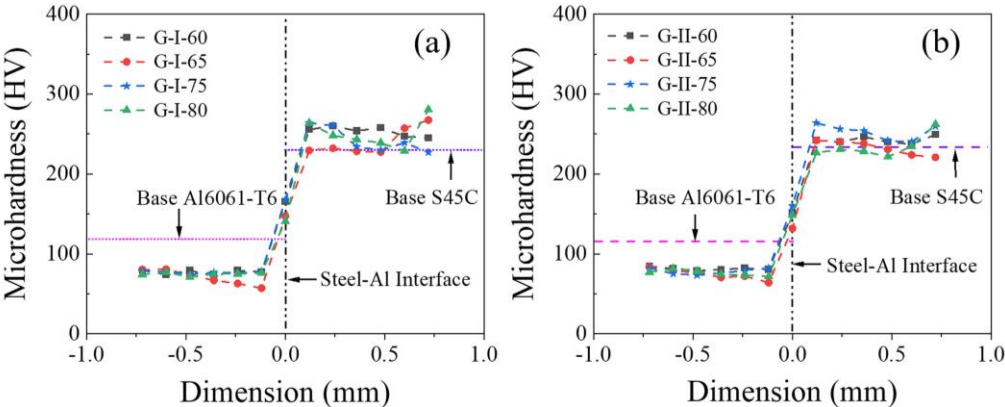 400
300
200
100
0
Microhardness (HV)
G-I-60
G-I-65
G-I-75
G-I-80
(a)
Base Al6061-T6
Base S45C
Steel-Al Interface
-1.0 -0.5 0.0 0.5 1.0
Dimension (mm)
400
300
200
100
0
Microhardness (HV)
G-II-60
G-II-65
G-II-75
G-II-80
(b)
Base Al6061-T6
Base S45C
Steel-Al Interface
-1.0 -0.5 0.0 0.5 1.0
Dimension (mm)